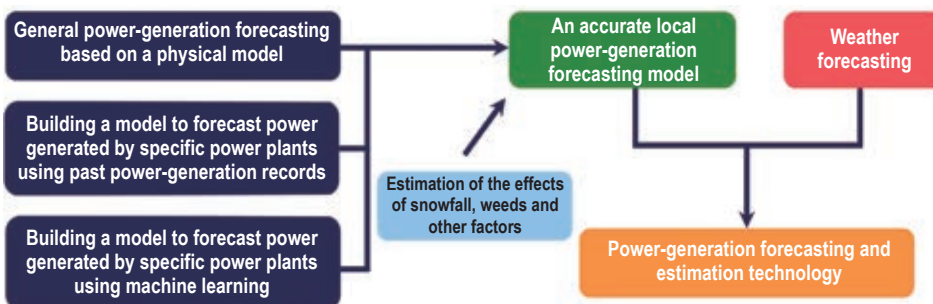 General power-generation forecasting
based on a physical model
Building a model to forecast power
generated by specific power plants
using past power-generation records
Building a model to forecast power
generated by specific power plants
using machine learning
Estimation of the effects
of snowfall, weeds and
other factors
An accurate local
power-generation
forecasting model
Weather
forecasting
Power-generation forecasting and
estimation technology